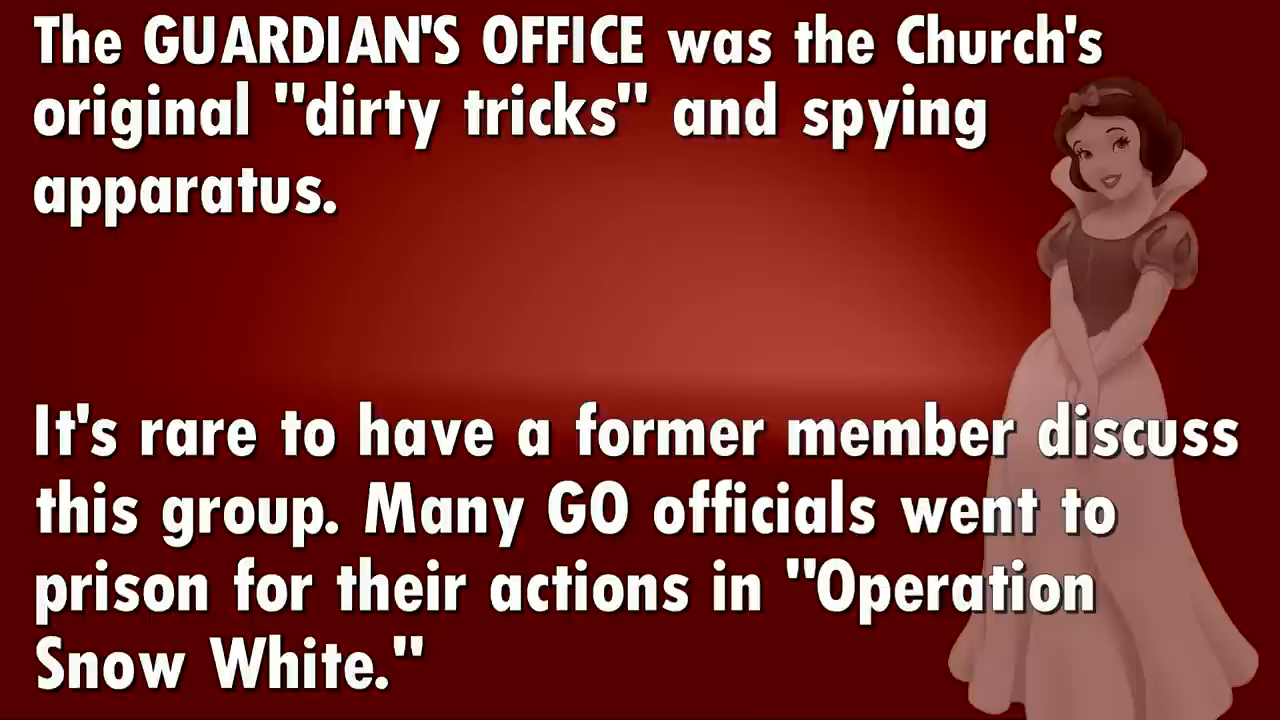 The GUARDIAN'S OFFICE was the Church's
original "dirty tricks" and spying
apparatus.
It's rare to have a former member discuss
this group. Many GO officials went to
prison for their actions in "Operation
Snow White."